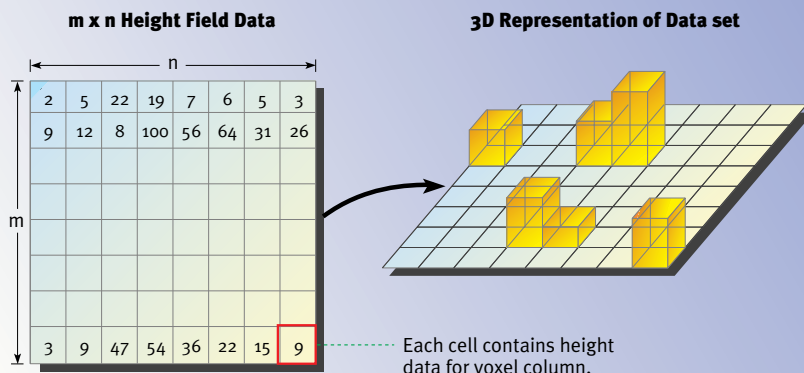 m x n Height Field Data
3D Representation of Data set
n
m
2 5 22 19 7 6 5 3
9 12 8 100 56 64 31 26
3 9 47 54 36 22 15 9
Each cell contains height
data for voxel column.